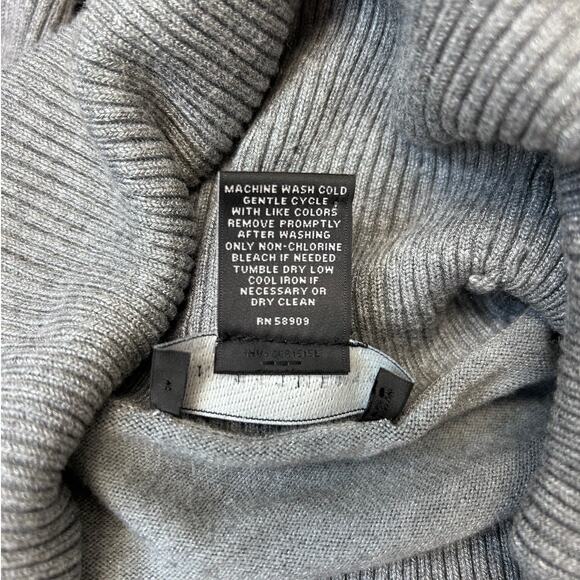 MACHINE WASH COLD
GENTLE CYCLE
WITH LIKE COLORS
REMOVE PROMPTLY
AFTER WASHING
ONLY NON-CHLORINE
BLEACH IF NEEDED
TUMBLE DRY LOW
COOL IRON IF
NECESSARY OR
DRY CLEAN
RN 58909